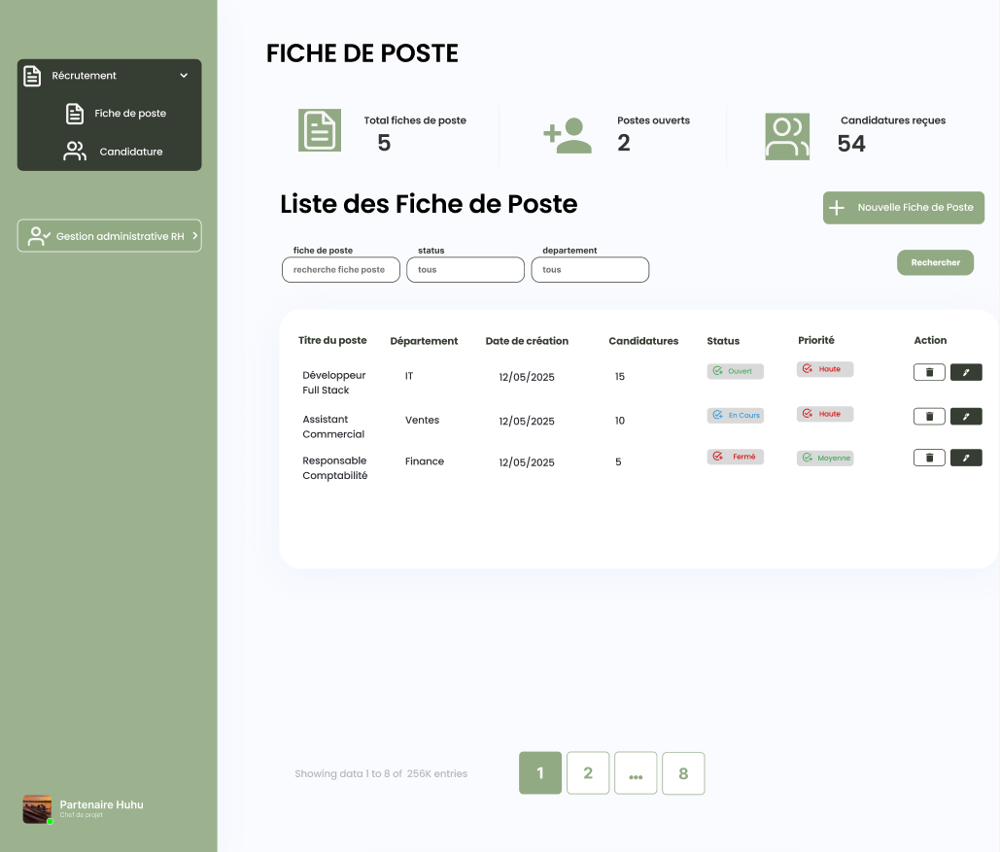 Récrutement
Fiche de poste
Candidature
Gestion administrative RH
Partenaire Huhu
Chef de projet
FICHE DE POSTE
Total fiches de poste
5
Postes ouverts
2
Candidatures reçues
54
Liste des Fiche de Poste
Nouvelle Fiche de Poste
fiche de poste
recherche fiche poste
status
tous
departement
tous
Rechercher
Titre du poste Département Date de création Candidatures Status Priorité Action
Développeur
Full Stack
IT
12/05/2025
15
Ouvert
Haute
Assistant
Commercial
Ventes
12/05/2025
10
En Cours
Haute
Responsable
Comptabilité
Finance
12/05/2025
5
Fermé
Moyenne
Showing data 1 to 8 of 256K entries
1 2 ... 8